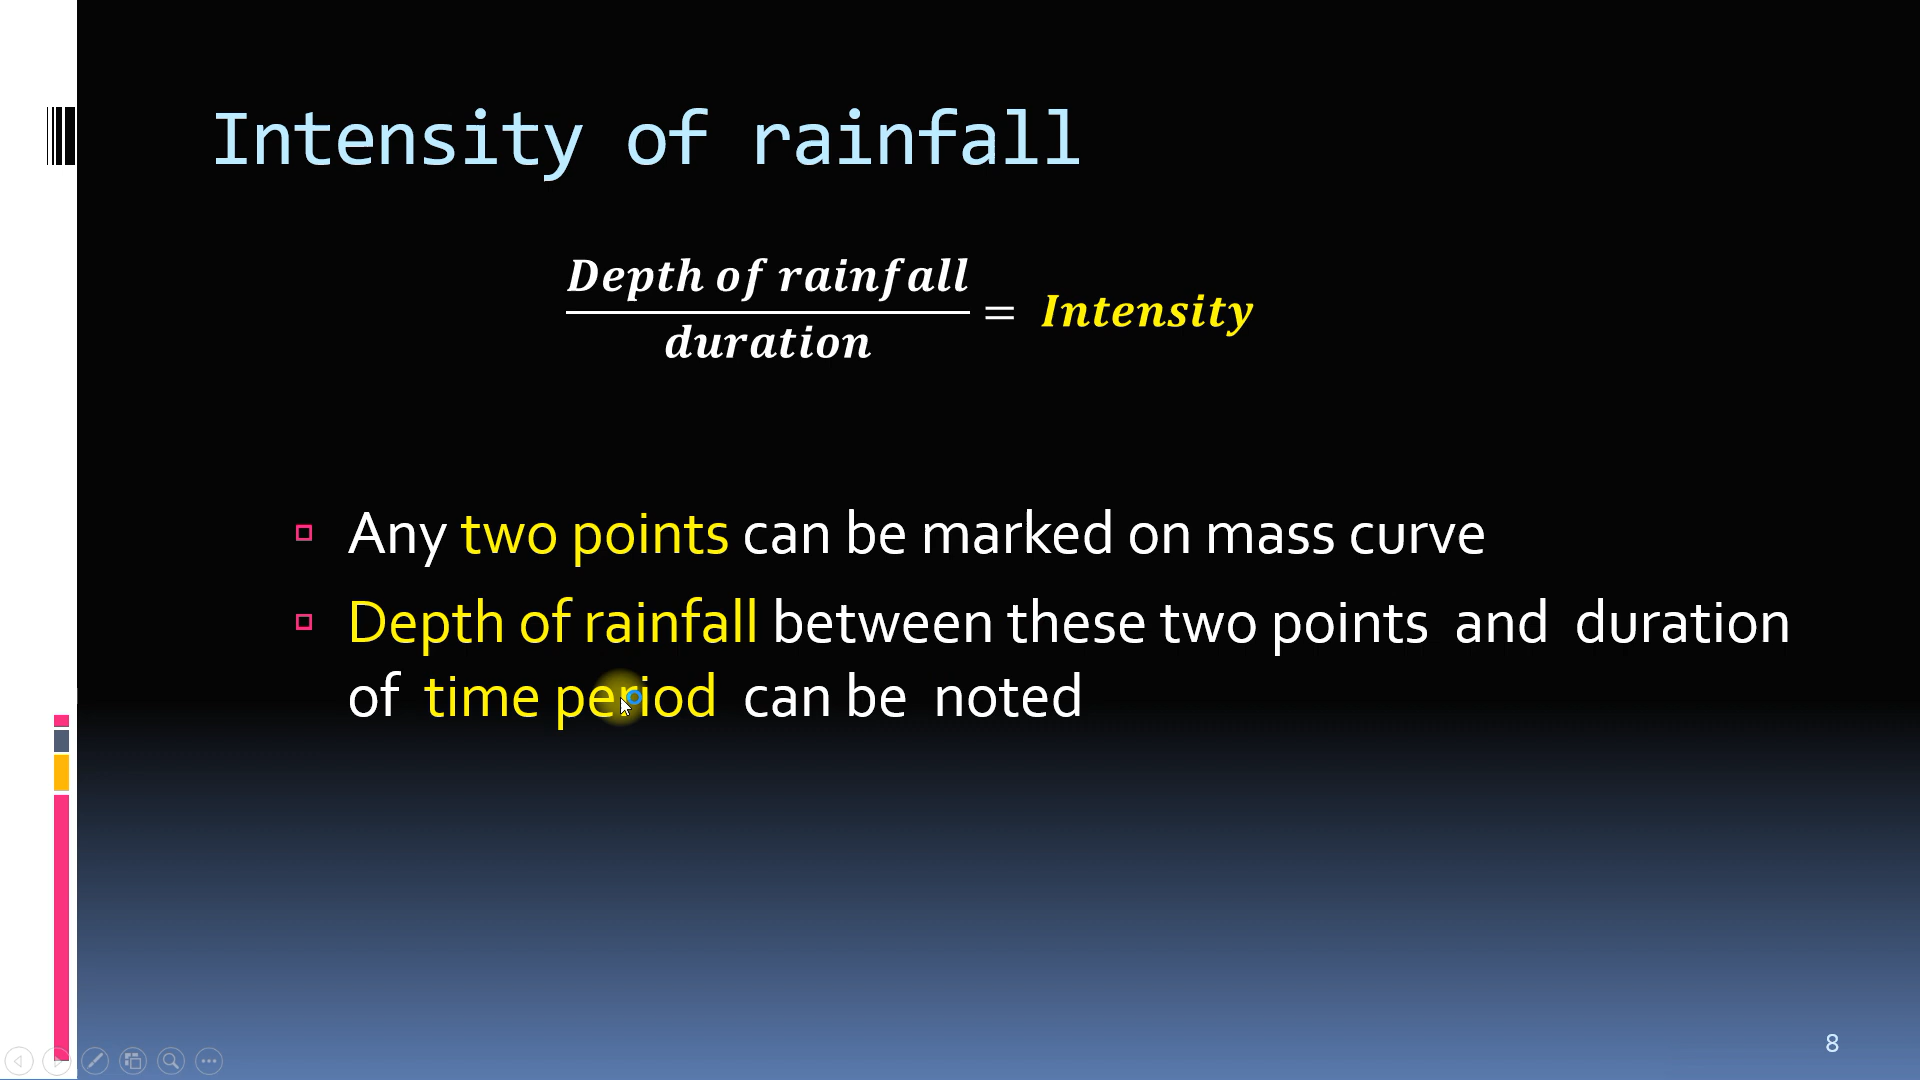 Intensity of rainfall
Depth of rainfall
duration
= Intensity
Any two points can be marked on mass curve
Depth of rainfall between these two points and duration
of time period can be noted
8